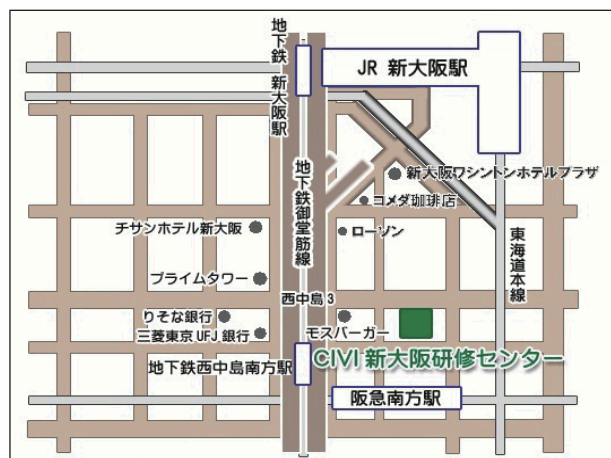 地下鉄 新大阪駅
JR 新大阪駅
新大阪ワシントンホテルプラザ
コメダ珈琲店
地下鉄御堂筋線
チサンホテル新大阪
ローソン
東海道本線
プライムタワー
西中島3
りそな銀行
モスバーガー
三菱東京UFJ銀行
CIVI 新大阪研修センター
地下鉄西中島南方駅
阪急南方駅